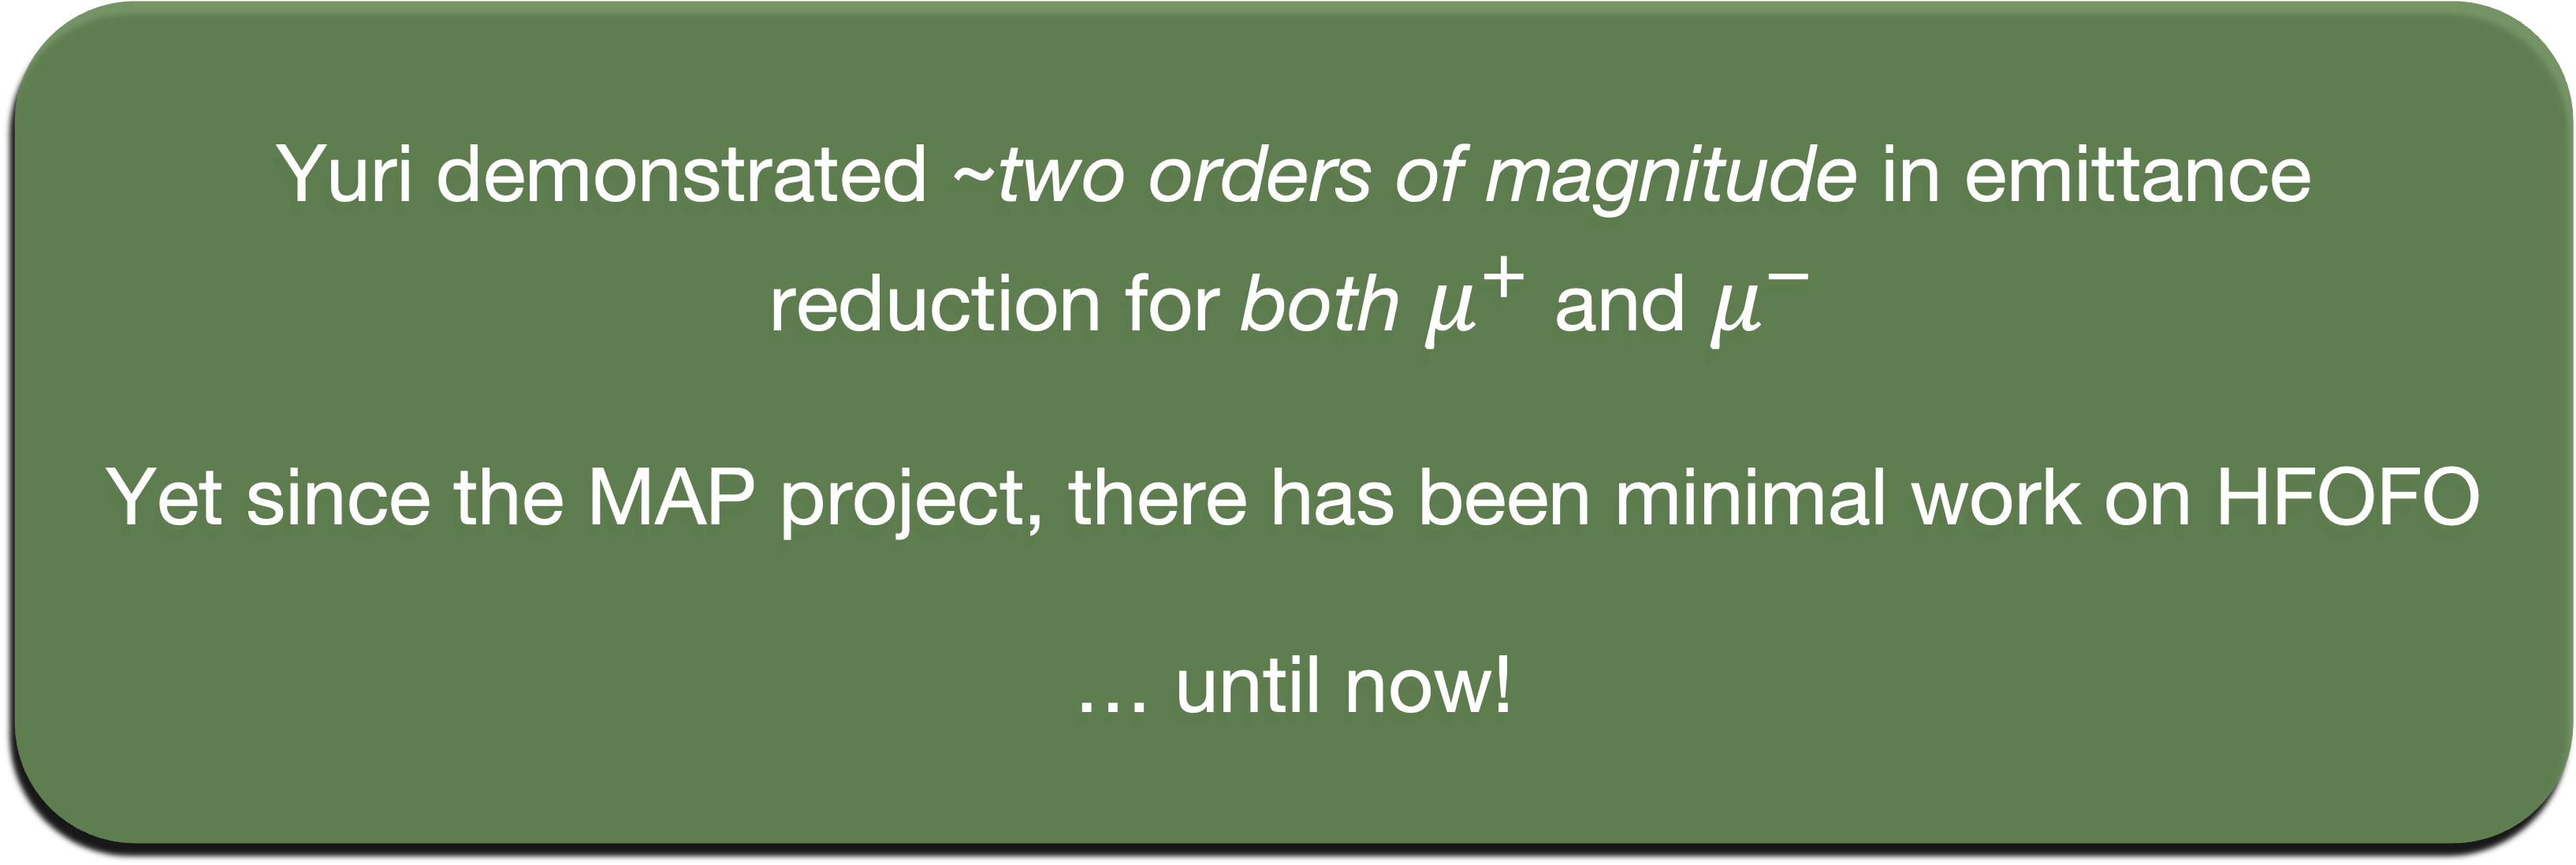 Yuri demonstrated ~two orders of magnitude in emittance
reduction for both μ⁺ and μ⁻
Yet since the MAP project, there has been minimal work on HFOFO
… until now!